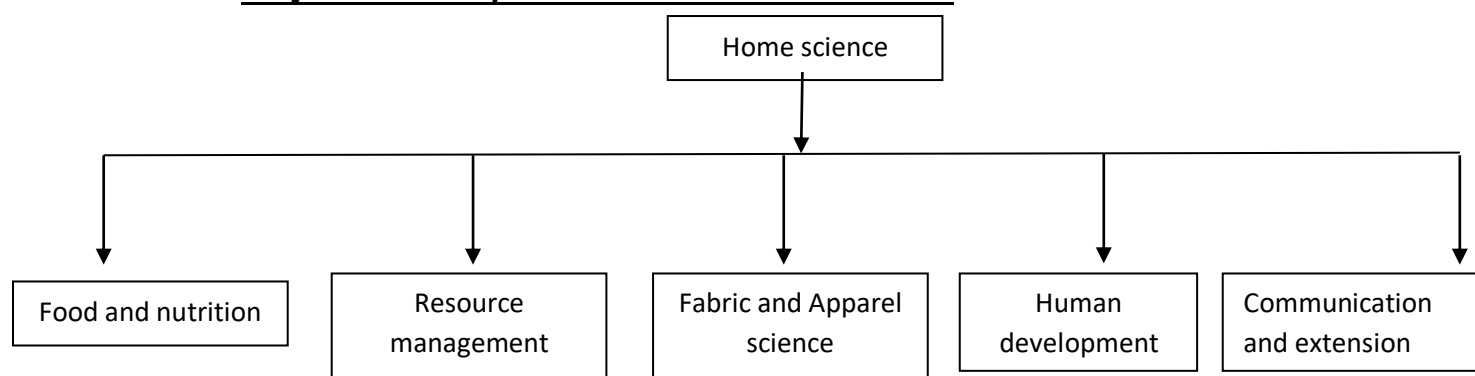 Home science
Food and nutrition
Resource
management
Fabric and Apparel
science
Human
development
Communication
and extension